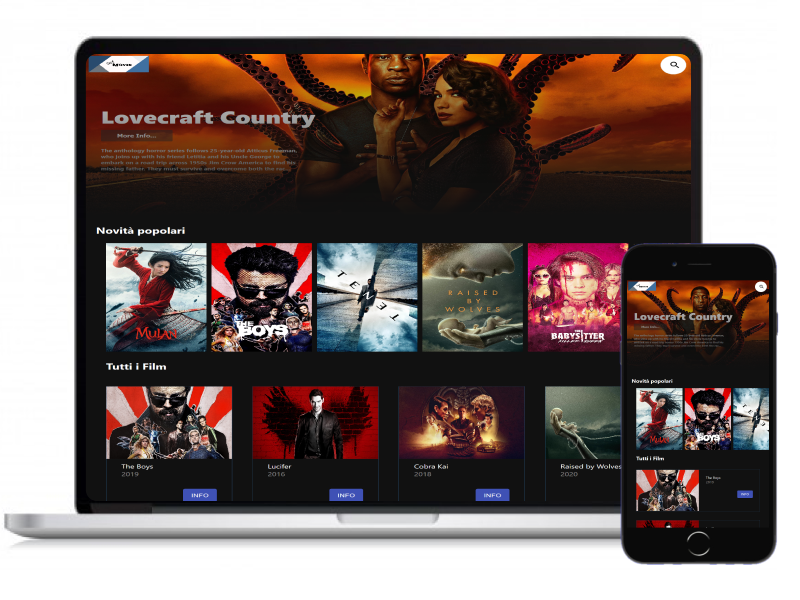 Movie
Lovecraft Country
More Info...
The anthology horror series follows 25-year-old Atticus Freeman,
who joins up with his friend Letitia and his Uncle George to
embark on a road trip across 1950s Jim Crow America to find his
missing father. They must survive and overcome both the
Novità popolari
MULAN
THE BOYS
TENET
RAISED
BY
WOLVES
THE
BABYSITTER
KILLER QUEEN
Tutti i Film
The Boys
2019
INFO
Lucifer
2016
INFO
Cobra Kai
2018
INFO
Raised by Wolves
2020
Lovecraft Country
More Info...
Novità popolari
MULAN
THE BOYS
TENE
Tutti i Film
The Boys
2019
INFO